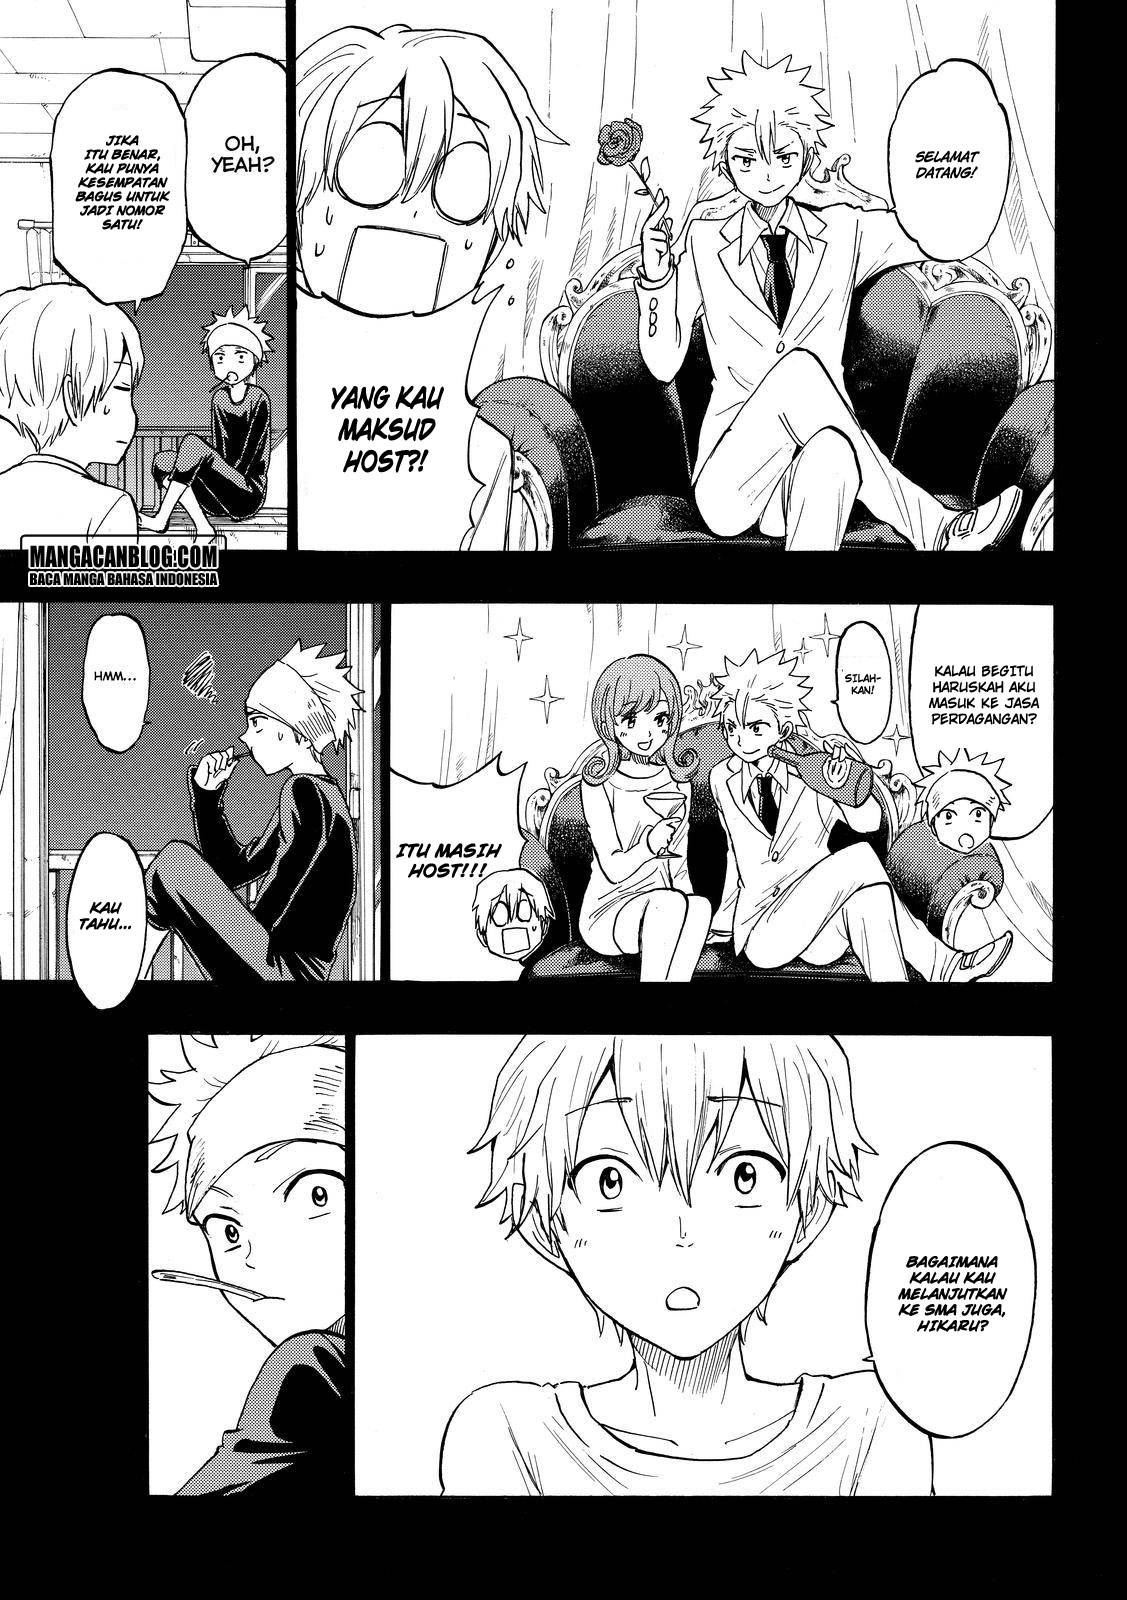 SELAMAT
DATANG!
YANG KAU
MAKSUD
HOST?!
OH,
YEAH?
JIKA
ITU BENAR,
KAU PUNYA
KESEMPATAN
BAGUS UNTUK
JADI NOMOR
SATU!
MANGACANBLOG.COM
BACA MANGA BAHASA INDONESIA
KALAU BEGITU
HARUSKAH AKU
MASUK KE JASA
PERDAGANGAN?
SILAH-
KAN!
ITU MASIH
HOST!!!
HMM...
KAU
TAHU...
BAGAIMANA
KALAU KAU
MELANJUTKAN
KE SMA JUGA,
HIKARU?